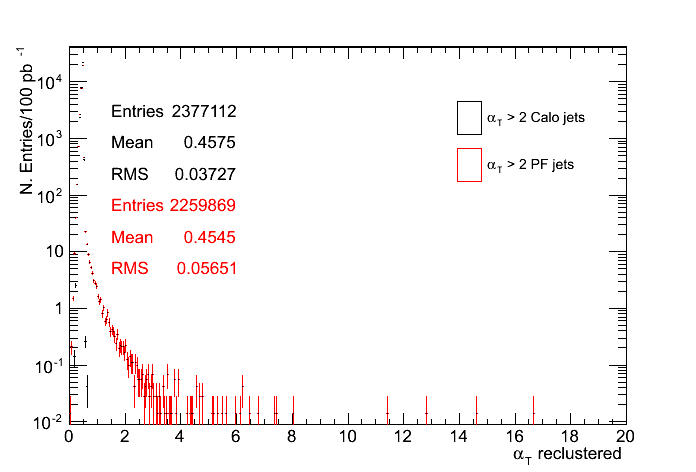 N. Entries/100 pb -1
10^4
10^3
10^2
10
1
10^-1
10^-2
Entries 2377112
Mean 0.4575
RMS 0.03727
Entries 2259869
Mean 0.4545
RMS 0.05651
α_T > 2 Calo jets
α_T > 2 PF jets
0 2 4 6 8 10 12 14 16 18 20
α_T reclustered